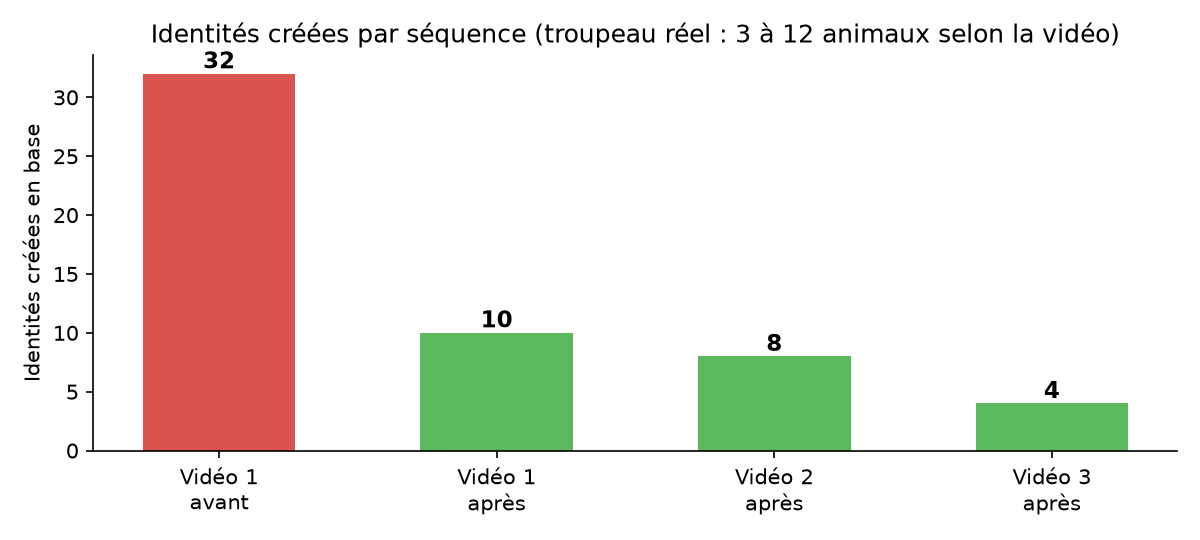 Identités créées par séquence (troupeau réel : 3 à 12 animaux selon la vidéo)
Identités créées en base
30
25
20
15
10
5
0
32
10
8
4
Vidéo 1
avant
Vidéo 1
après
Vidéo 2
après
Vidéo 3
après